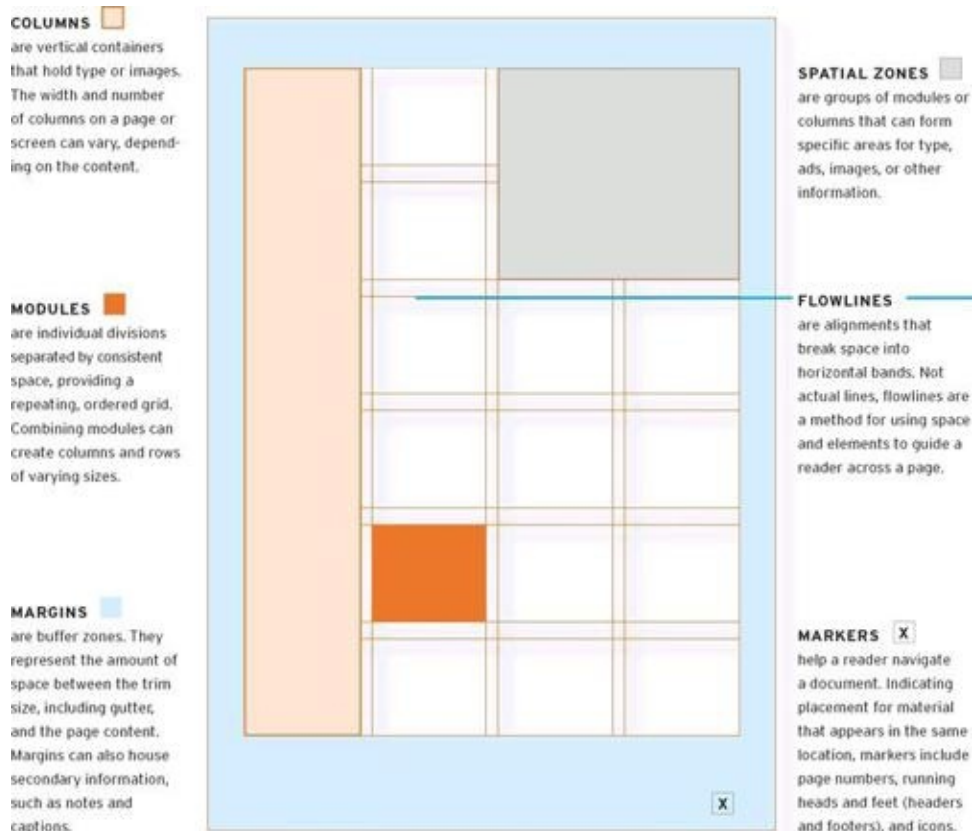 COLUMNS
are vertical containers
that hold type or images.
The width and number
of columns on a page or
screen can vary, depend-
ing on the content.
MODULES
are individual divisions
separated by consistent
space, providing a
repeating, ordered grid.
Combining modules can
create columns and rows
of varying sizes.
MARGINS
are buffer zones. They
represent the amount of
space between the trim
size, including gutter,
and the page content.
Margins can also house
secondary information,
such as notes and
captions.
X
SPATIAL ZONES
are groups of modules or
columns that can form
specific areas for type,
ads, images, or other
information.
FLOWLINES
are alignments that
break space into
horizontal bands. Not
actual lines, flowlines are
a method for using space
and elements to guide a
reader across a page.
MARKERS X
help a reader navigate
a document. Indicating
placement for material
that appears in the same
location, markers include
page numbers, running
heads and feet (headers
and footers), and icons.